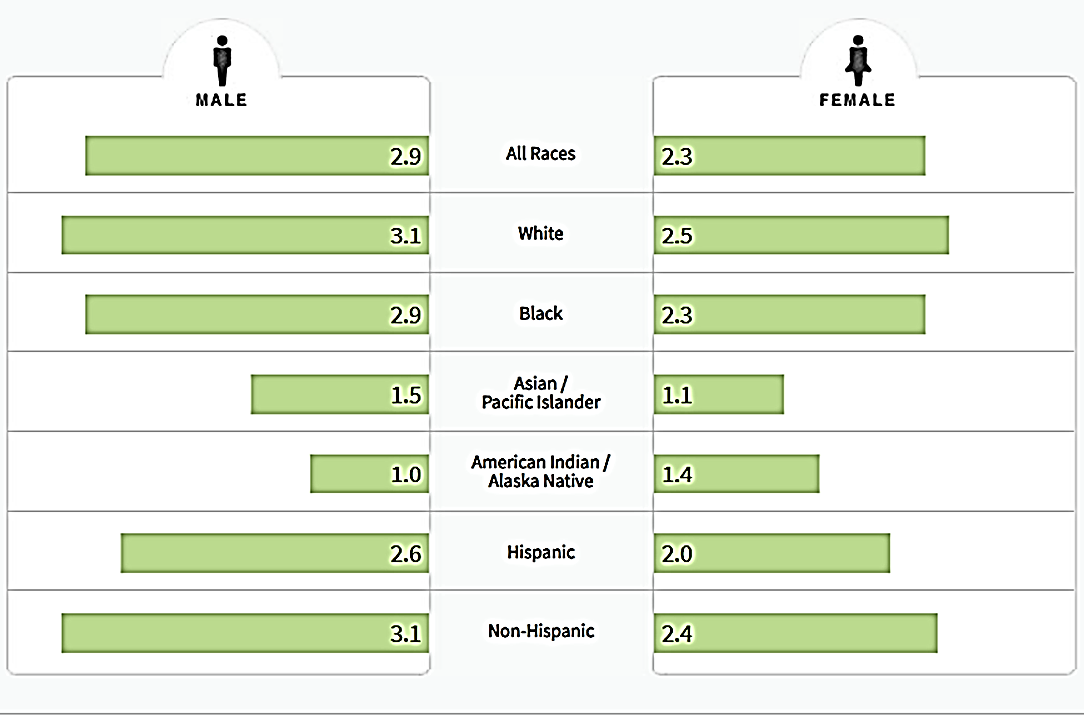 MALE
FEMALE
2.9
All Races
2.3
3.1
White
2.5
2.9
Black
2.3
1.5
Asian /
Pacific Islander
1.1
1.0
American Indian /
Alaska Native
1.4
2.6
Hispanic
2.0
3.1
Non-Hispanic
2.4